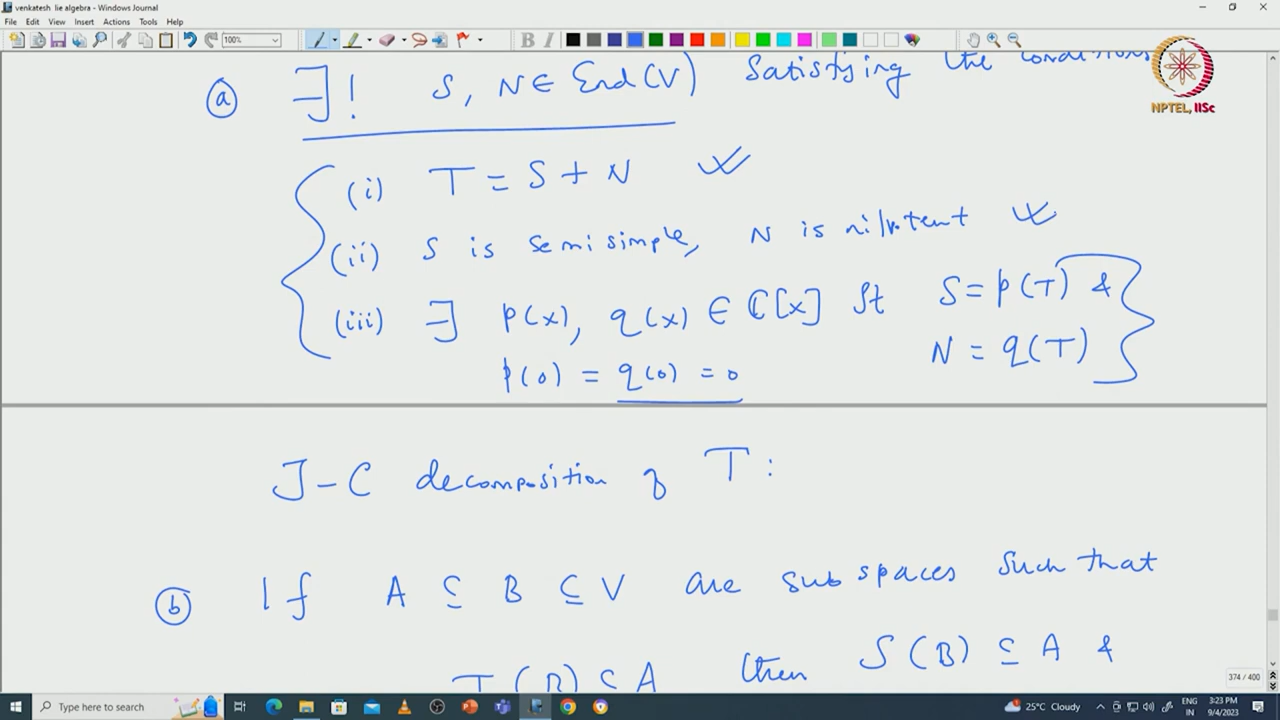 venkatesh lie algebra - Windows Journal
File Edit View Insert Actions Tools Help
100%
B I
NPTEL, IISc
(a) ∃! S, N ∈ End(V) satisfying the conditions
(i) T = S + N
(ii) S is semisimple, N is nilpotent
(iii) ∃ p(x), q(x) ∈ ℂ[x] st S = p(T) &
p(0) = q(0) = 0 N = q(T)
J-C decomposition of T:
(b) If A ⊆ B ⊆ V are subspaces such that
T(B) ⊆ A then S(B) ⊆ A &
374 / 400
Type here to search
25°C Cloudy
ENG
IN
3:23 PM
9/4/2023